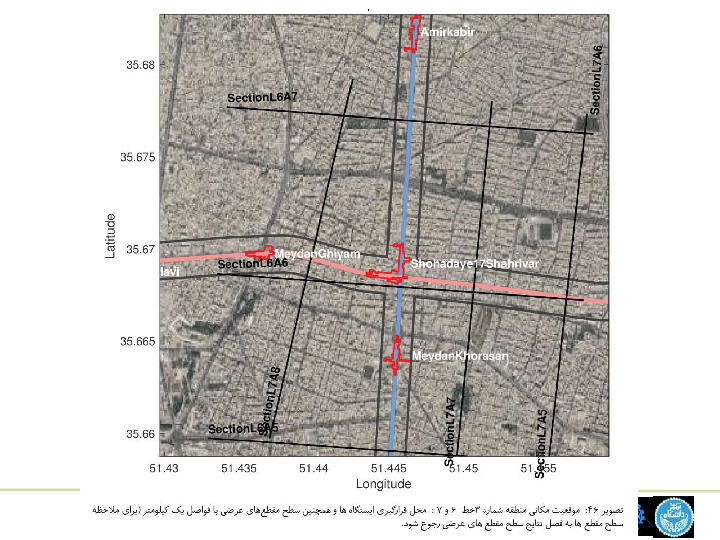 Amirkabir
35.68
SectionL7A6
SectionL6A7
35.675
Latitude
35.67
MeydanGhiyam
SectionL6A6
Shohadaye17Shahrivar
lavi
35.665
MeydanKhorasan
SectionL7A8
SectionL6A5
SectionL7A7
SectionL7A5
35.66
51.43 51.435 51.44 51.445 51.45 51.455
Longitude
تصویر ۴۶: موقعیت مکانی منطقه شماره ۳خط ۶ و ۷ : محل قرارگیری ایستگاه ها و همچنین سطح مقطع‌های عرضی با فواصل یک کیلومتر (برای ملاحظه
سطح مقطع ها به فصل نتایج سطح مقطع های عرضی رجوع شود.